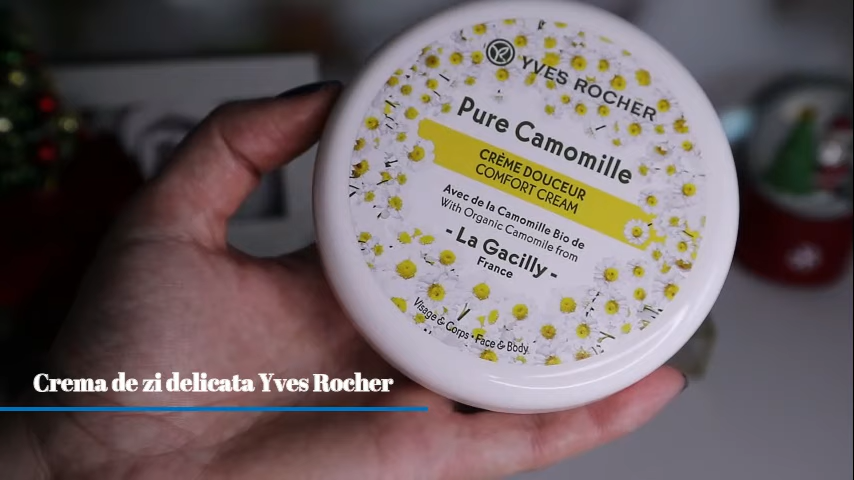 YVES ROCHER
Pure Camomille
CRÈME DOUCEUR
COMFORT CREAM
Avec de la Camomille Bio de
With Organic Camomile from
- La Gacilly -
France
Visage & Corps • Face & Body
Crema de zi delicata Yves Rocher